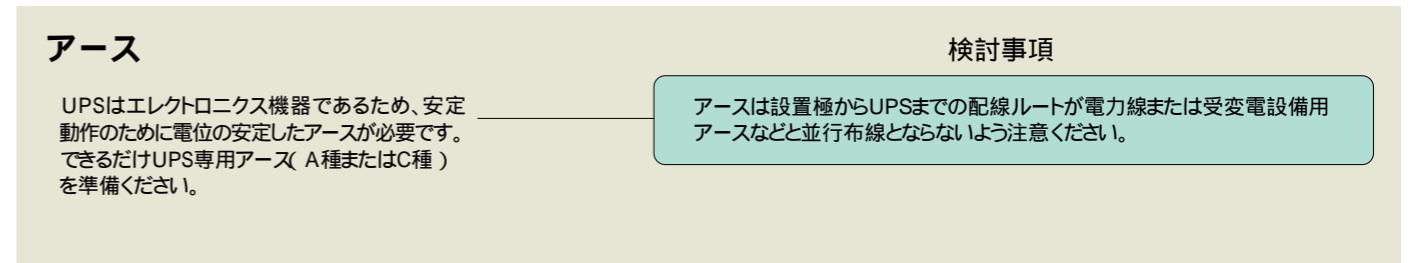 アース
UPSはエレクトロニクス機器であるため、安定
動作のために電位の安定したアースが必要です。
できるだけUPS専用アース( A種またはC種 )
を準備ください。
検討事項
アースは設置極からUPSまでの配線ルートが電力線または受変電設備用
アースなどと並行布線とならないよう注意ください。